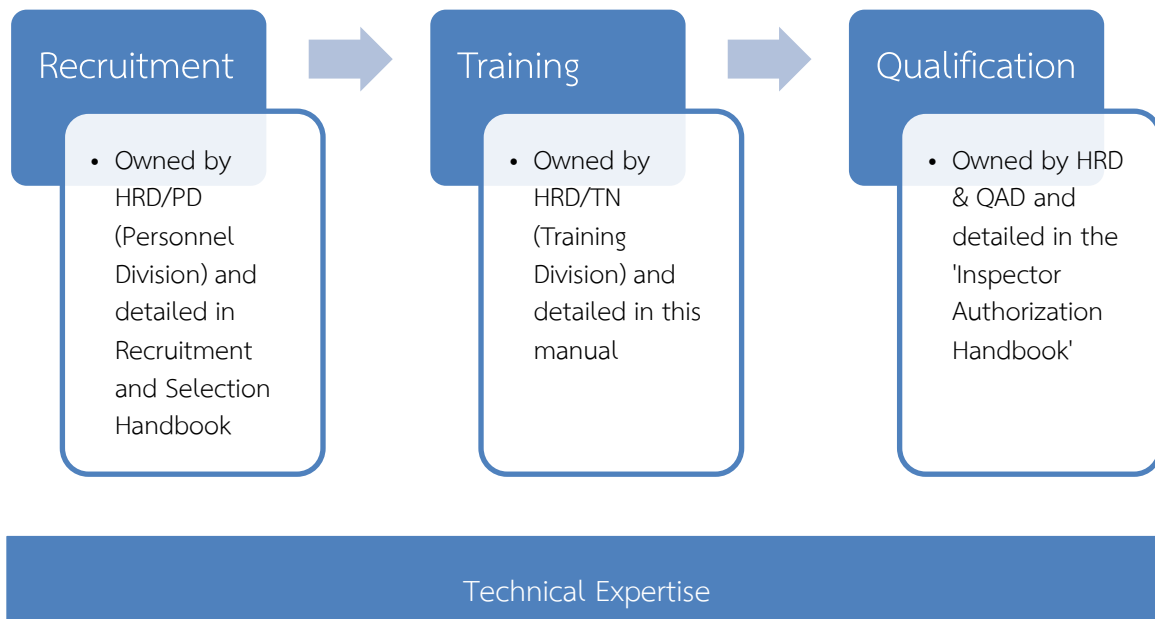 Recruitment
• Owned by
HRD/PD
(Personnel
Division) and
detailed in
Recruitment
and Selection
Handbook
Training
• Owned by
HRD/TN
(Training
Division) and
detailed in this
manual
Qualification
• Owned by HRD
& QAD and
detailed in the
'Inspector
Authorization
Handbook'
Technical Expertise